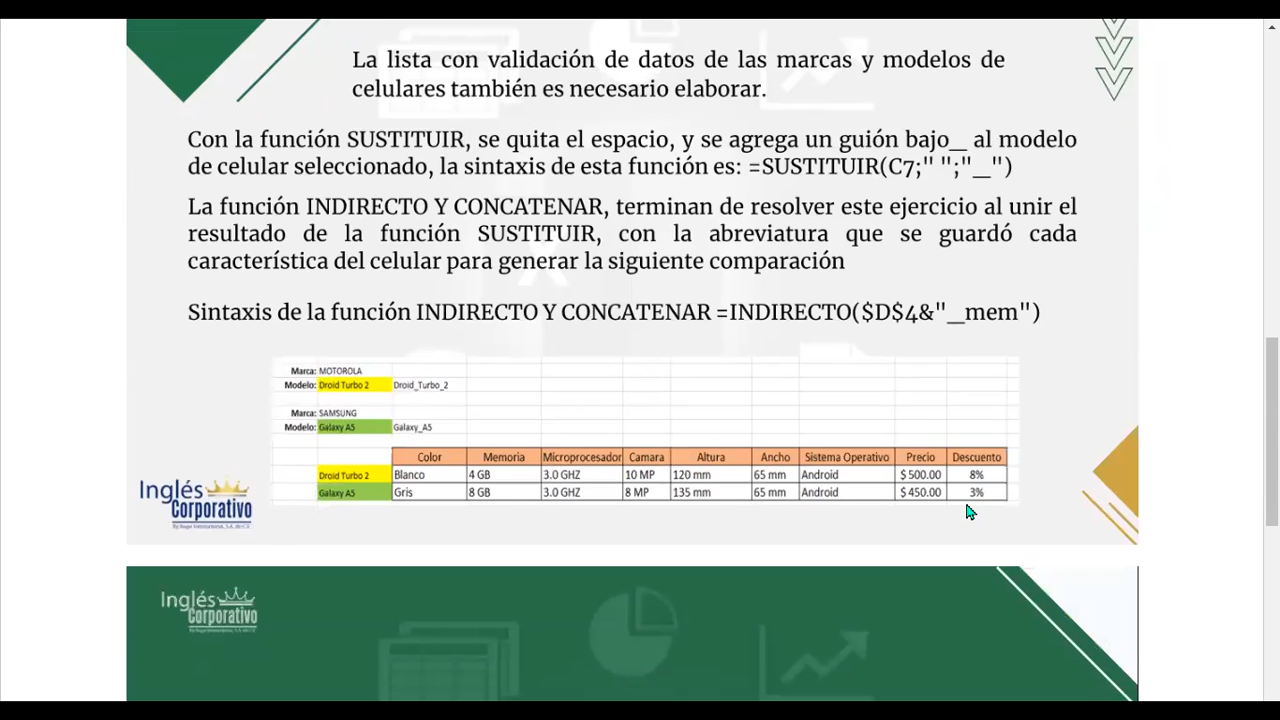 La lista con validación de datos de las marcas y modelos de
celulares también es necesario elaborar.
Con la función SUSTITUIR, se quita el espacio, y se agrega un guión bajo_ al modelo
de celular seleccionado, la sintaxis de esta función es: =SUSTITUIR(C7;" ";"_")
La función INDIRECTO Y CONCATENAR, terminan de resolver este ejercicio al unir el
resultado de la función SUSTITUIR, con la abreviatura que se guardó cada
característica del celular para generar la siguiente comparación
Sintaxis de la función INDIRECTO Y CONCATENAR =INDIRECTO($D$4&"_mem")
Marca: MOTOROLA
Modelo: Droid Turbo 2 Droid_Turbo_2
Marca: SAMSUNG
Modelo: Galaxy A5 Galaxy_A5
Color Memoria Microprocesador Camara Altura Ancho Sistema Operativo Precio Descuento
Droid Turbo 2 Blanco 4 GB 3.0 GHZ 10 MP 120 mm 65 mm Android $ 500.00 8%
Galaxy A5 Gris 8 GB 3.0 GHZ 8 MP 135 mm 65 mm Android $ 450.00 3%
Inglés
Corporativo
Inglés
Corporativo